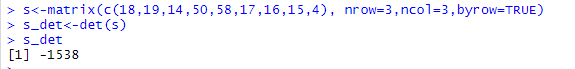 > s<-matrix(c(18,19,14,50,58,17,16,15,4), nrow=3,ncol=3,byrow=TRUE)
> s_det<-det(s)
> s_det
[1] -1538